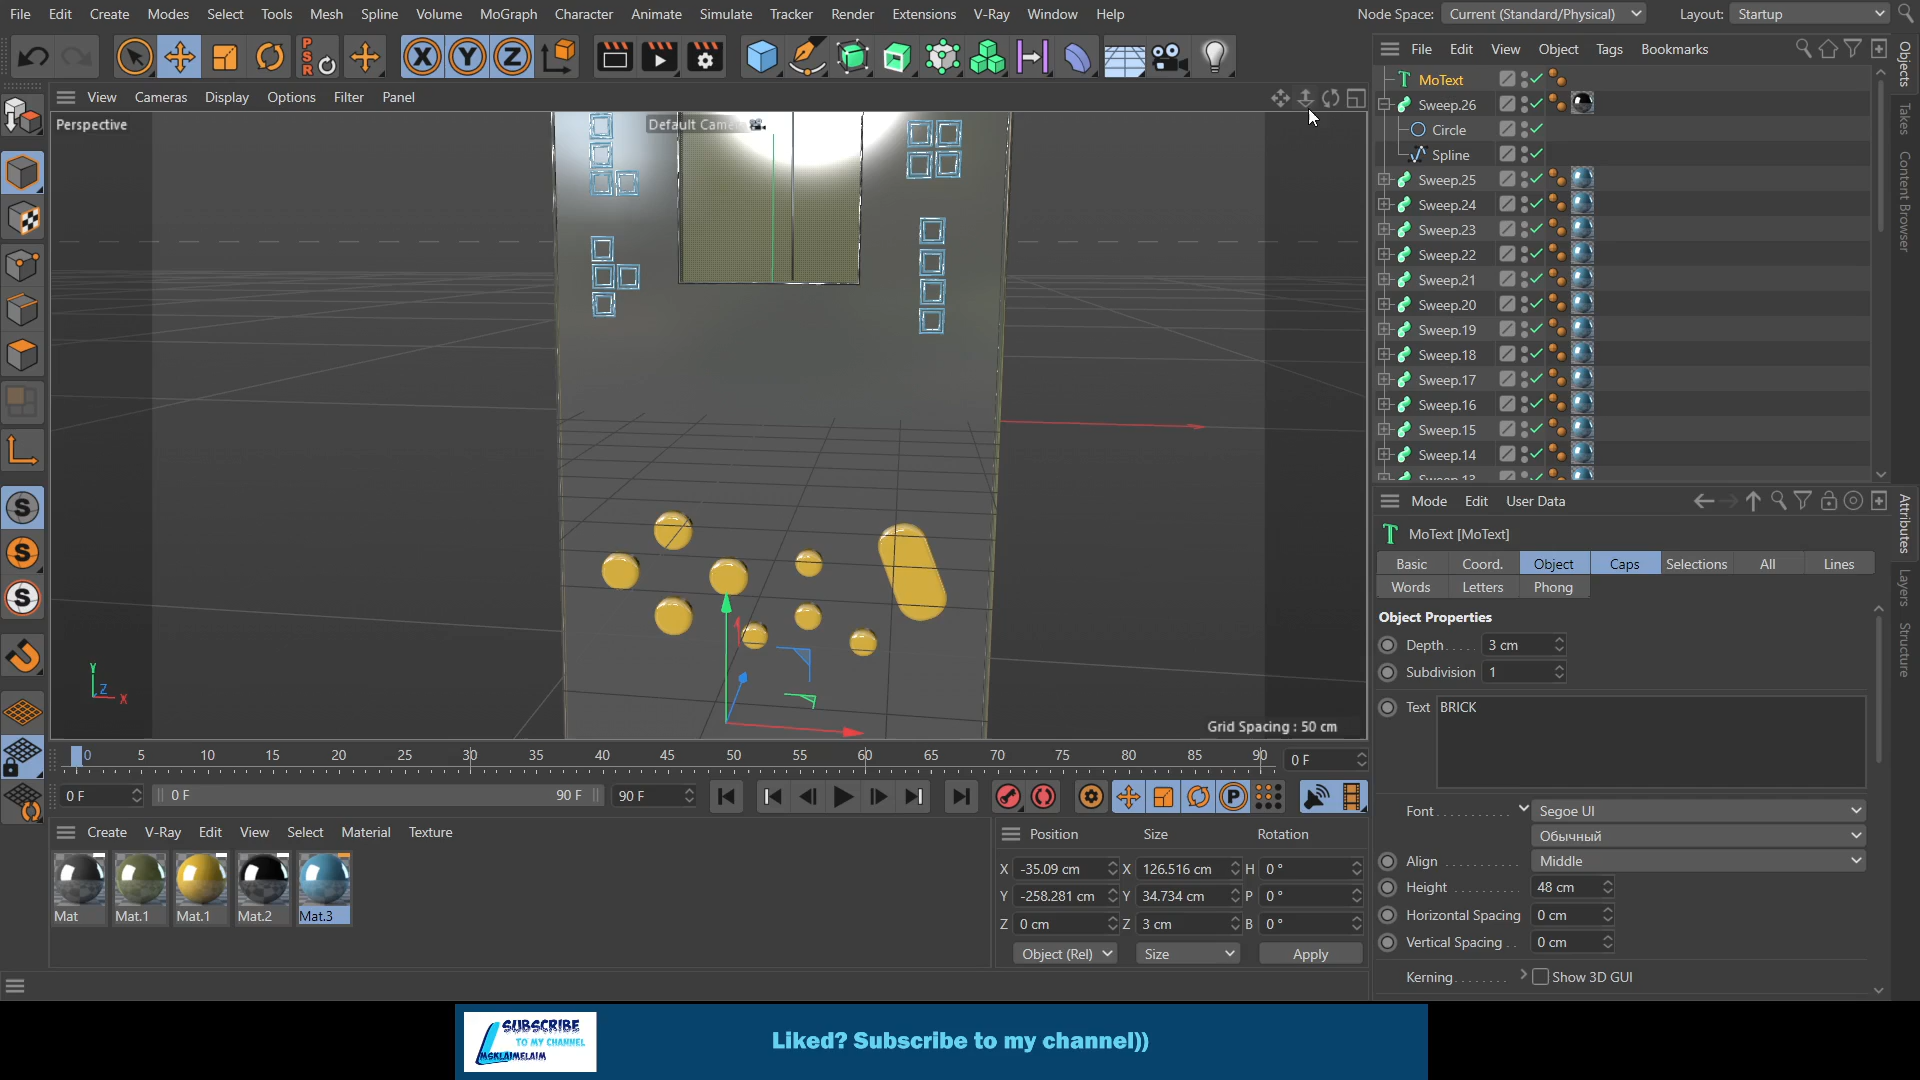 File Edit Create Modes Select Tools Mesh Spline Volume MoGraph Character Animate Simulate Tracker Render Extensions V-Ray Window Help
Node Space: Current (Standard/Physical) Layout: Startup
File Edit View Object Tags Bookmarks
View Cameras Display Options Filter Panel
Perspective
Default Camera
MoText
Sweep.26
Circle
Spline
Sweep.25
Sweep.24
Sweep.23
Sweep.22
Sweep.21
Sweep.20
Sweep.19
Sweep.18
Sweep.17
Sweep.16
Sweep.15
Sweep.14
Sweep.13
Objects
Takes
Content Browser
Attributes
Layers
Structure
Mode Edit User Data
MoText [MoText]
Basic Coord. Object Caps Selections All Lines
Words Letters Phong
Object Properties
Depth 3 cm
Subdivision 1
Text BRICK
Font Segoe UI
Обычный
Align Middle
Height 48 cm
Horizontal Spacing 0 cm
Vertical Spacing 0 cm
Kerning Show 3D GUI
Y
Z
X
Grid Spacing : 50 cm
0 5 10 15 20 25 30 35 40 45 50 55 60 65 70 75 80 85 90 0 F
0 F 0 F 90 F 90 F
Create V-Ray Edit View Select Material Texture
Mat Mat.1 Mat.1 Mat.2 Mat.3
Position Size Rotation
X -35.09 cm X 126.516 cm H 0 °
Y -258.281 cm Y 34.734 cm P 0 °
Z 0 cm Z 3 cm B 0 °
Object (Rel) Size Apply
SUBSCRIBE
TO MY CHANNEL
MSKLAIMELAIM
Liked? Subscribe to my channel))